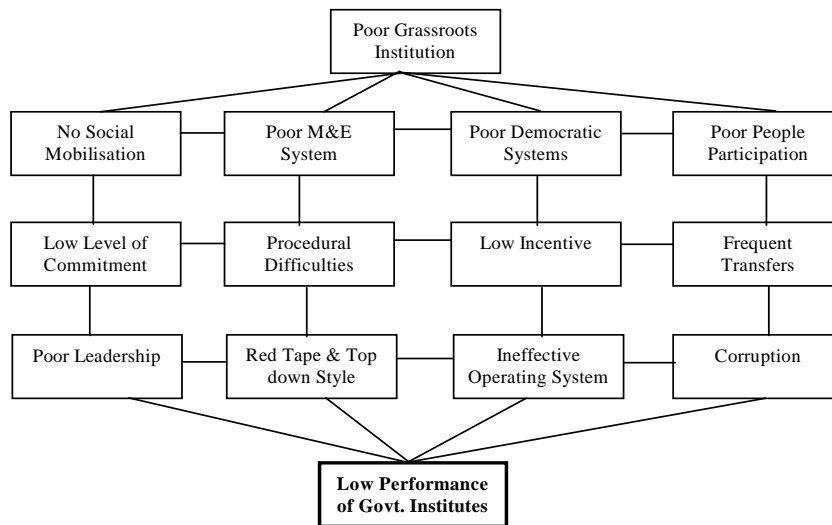 Poor Grassroots
Institution
No Social
Mobilisation
Poor M&E
System
Poor Democratic
Systems
Poor People
Participation
Low Level of
Commitment
Procedural
Difficulties
Low Incentive
Frequent
Transfers
Poor Leadership
Red Tape & Top
down Style
Ineffective
Operating System
Corruption
Low Performance
of Govt. Institutes